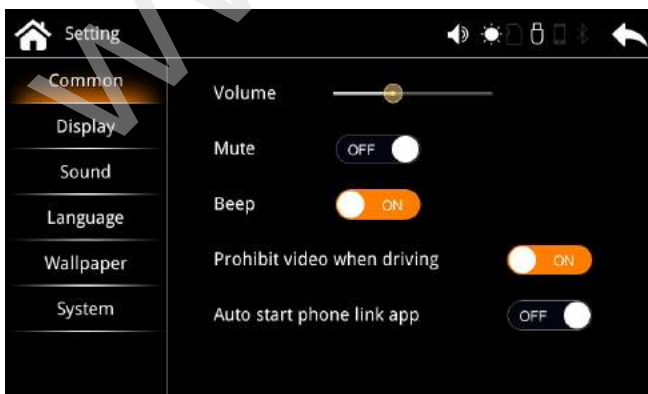 Setting
Common
Display
Sound
Language
Wallpaper
System
Volume
Mute OFF
Beep ON
Prohibit video when driving ON
Auto start phone link app OFF